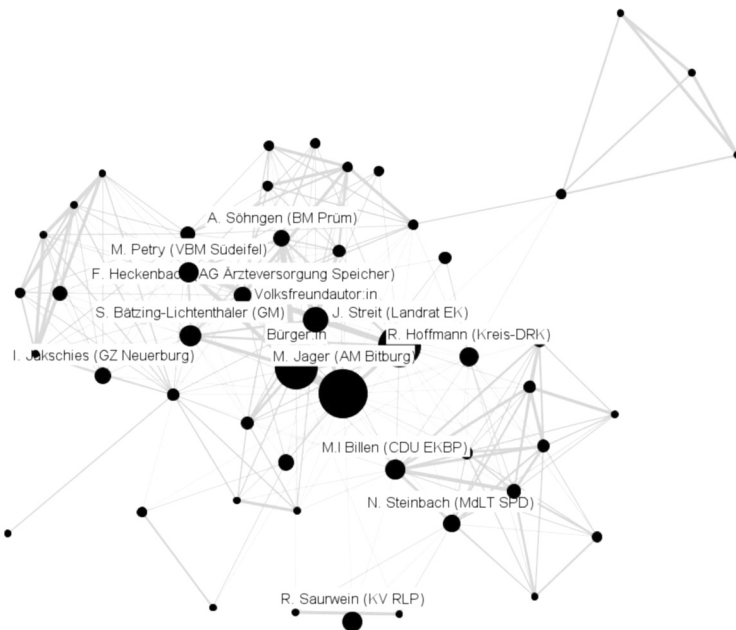 A. Söhngen (BM Prüm)
M. Petry (VBM Südeifel)
F. Heckenbac AG Ärzteversorgung Speicher)
Volksfreundautor:in
S. Bätzing-Lichtenthäler (GM)
J. Streit (Landrat EK)
Bürger:in
R. Hoffmann (Kreis-DRK)
I. Jakschies (GZ Neuerburg)
M. Jager (AM Bitburg)
M.I Billen (CDU EKBP)
N. Steinbach (MdLT SPD)
R. Saurwein (KV RLP)